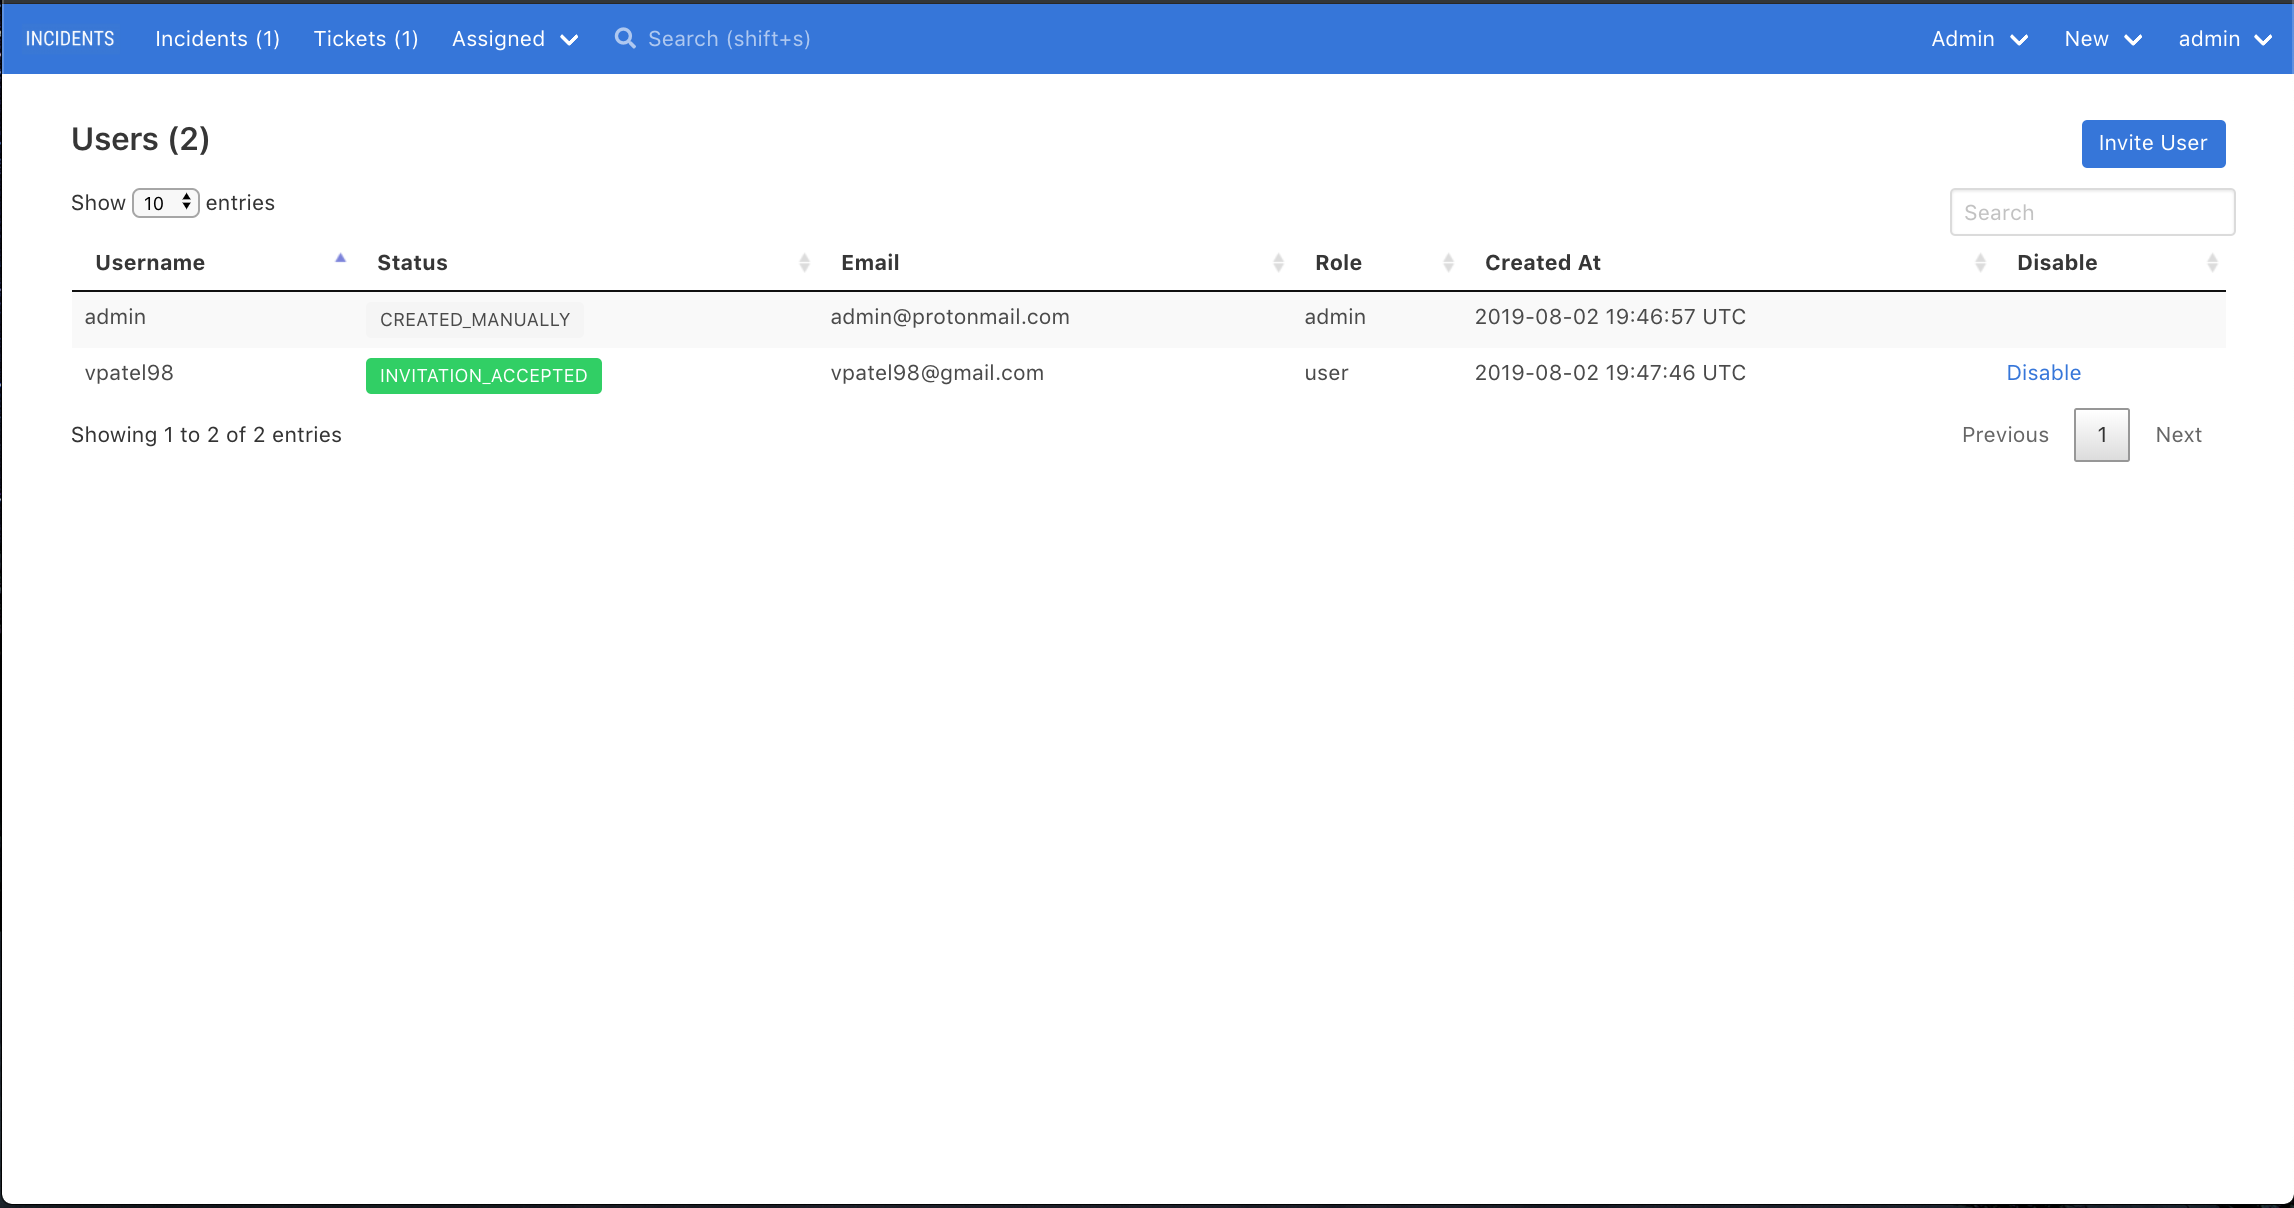 INCIDENTS Incidents (1) Tickets (1) Assigned Search (shift+s) Admin New admin
Users (2) Invite User
Show 10 entries Search
Username Status Email Role Created At Disable
admin CREATED_MANUALLY admin@protonmail.com admin 2019-08-02 19:46:57 UTC
vpatel98 INVITATION_ACCEPTED vpatel98@gmail.com user 2019-08-02 19:47:46 UTC Disable
Showing 1 to 2 of 2 entries Previous 1 Next